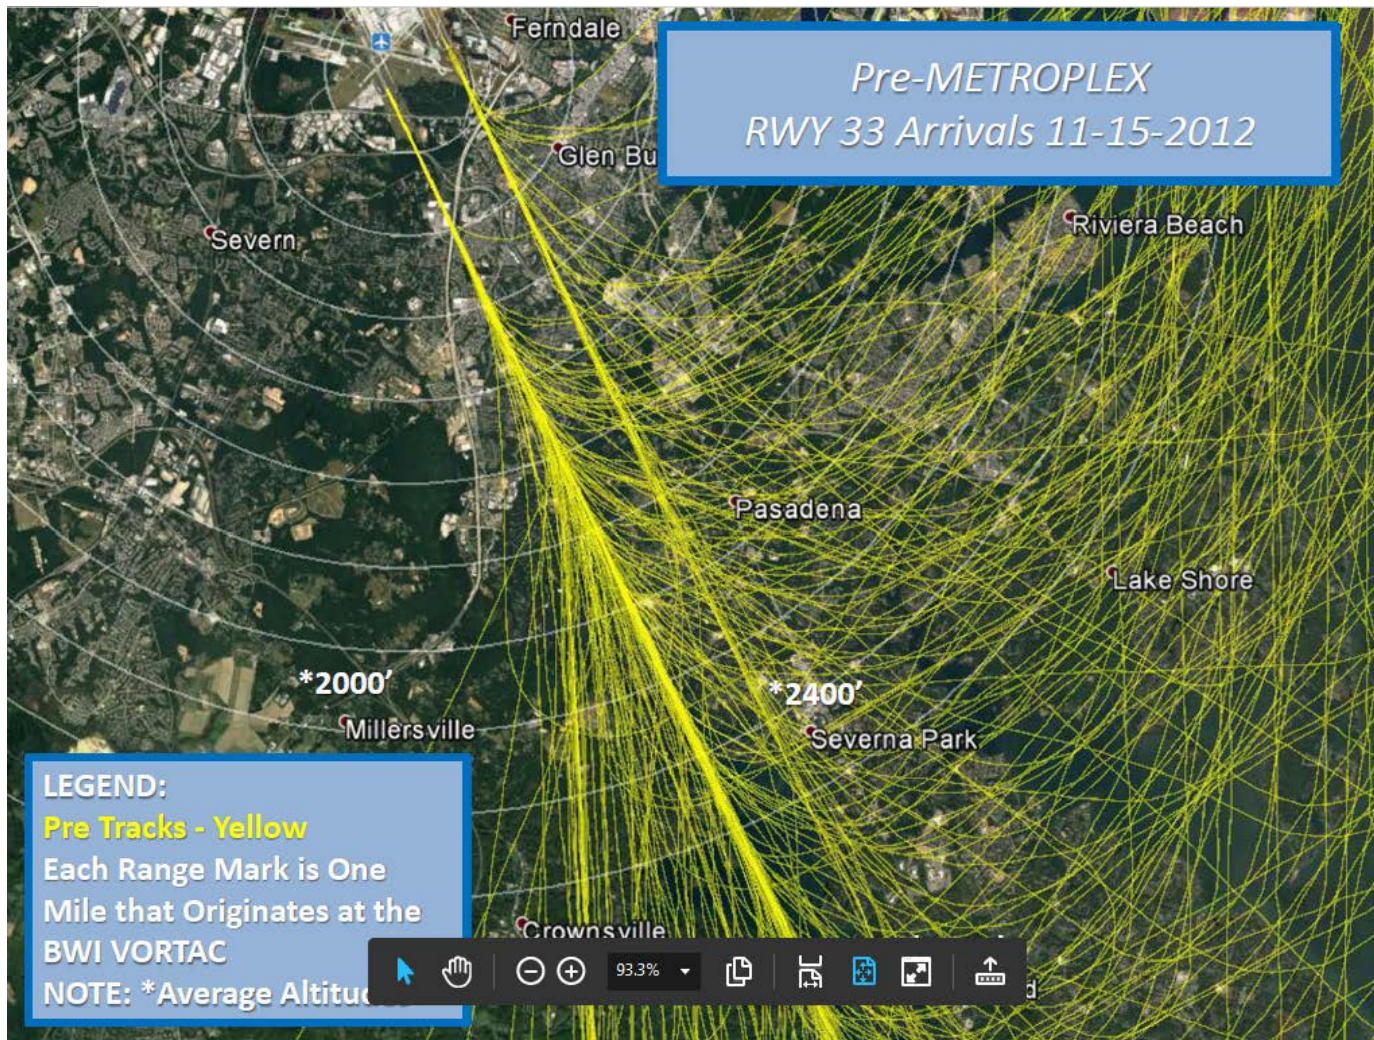 Ferndale
Pre-METROPLEX
RWY 33 Arrivals 11-15-2012
Glen Bu
Riviera Beach
Severn
Pasadena
Lake Shore
*2000’
*2400’
Millersville
Severna Park
LEGEND:
Pre Tracks - Yellow
Each Range Mark is One
Mile that Originates at the
BWI VORTAC
NOTE: *Average Altitu
Crownsville
93.3%
d